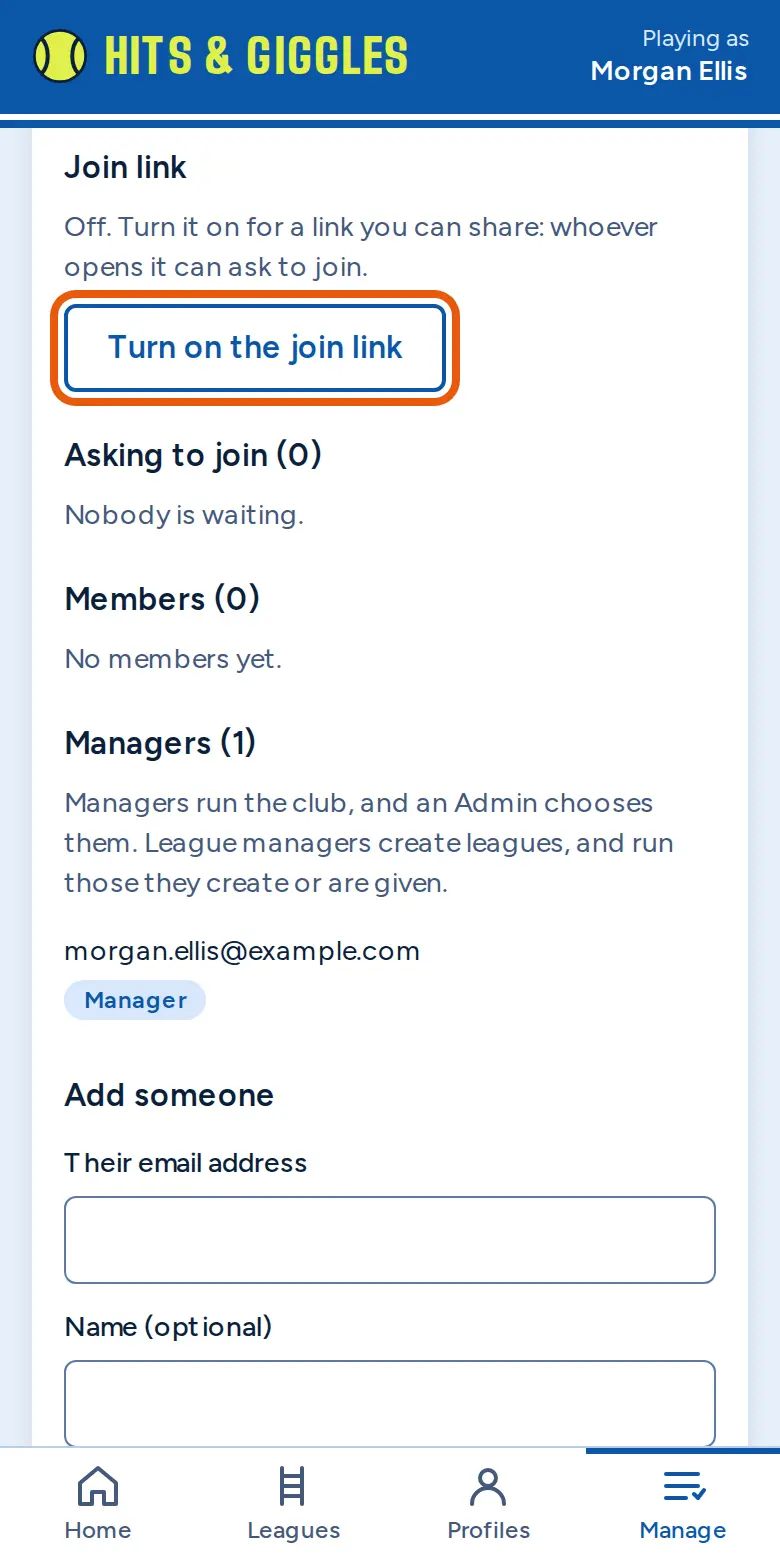 HITS & GIGGLES
Playing as
Morgan Ellis
Join link
Off. Turn it on for a link you can share: whoever
opens it can ask to join.
Turn on the join link
Asking to join (0)
Nobody is waiting.
Members (0)
No members yet.
Managers (1)
Managers run the club, and an Admin chooses
them. League managers create leagues, and run
those they create or are given.
morgan.ellis@example.com
Manager
Add someone
Their email address
Name (optional)
Home
Leagues
Profiles
Manage